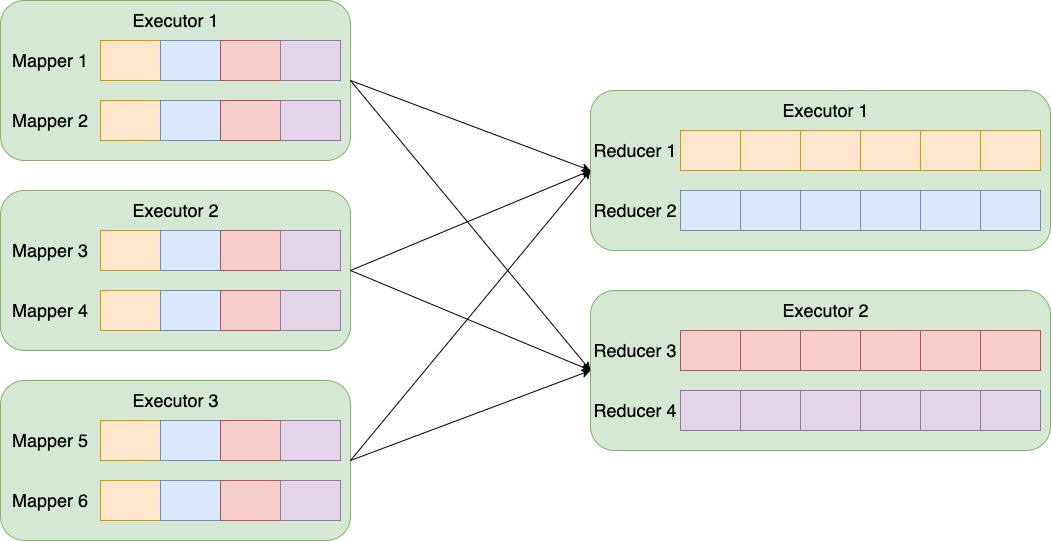 Executor 1
Mapper 1
Mapper 2
Executor 2
Mapper 3
Mapper 4
Executor 3
Mapper 5
Mapper 6
Executor 1
Reducer 1
Reducer 2
Executor 2
Reducer 3
Reducer 4